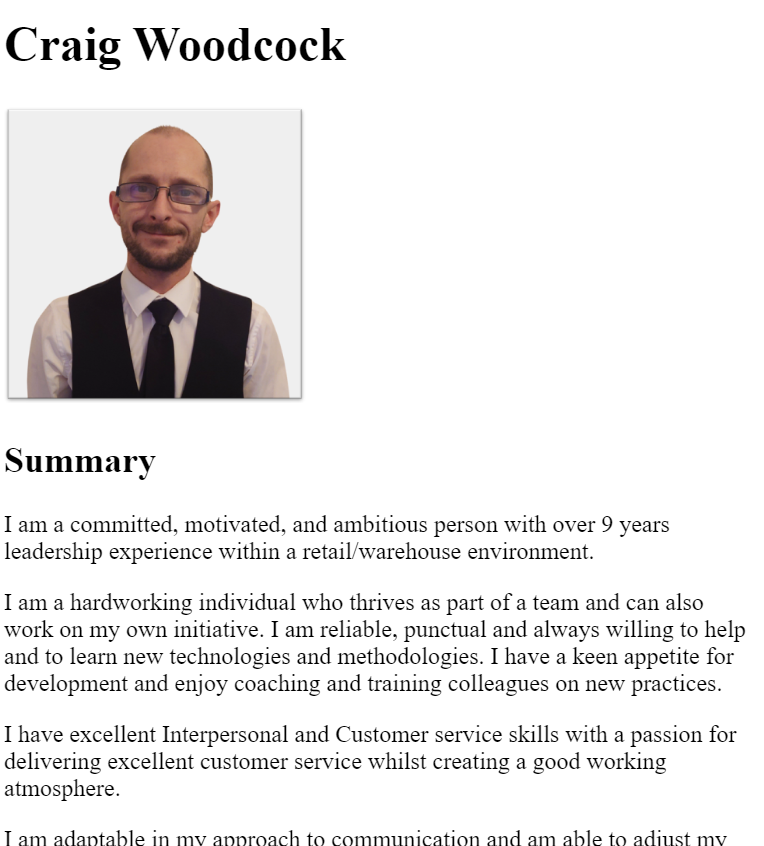 Craig Woodcock
Summary
I am a committed, motivated, and ambitious person with over 9 years
leadership experience within a retail/warehouse environment.
I am a hardworking individual who thrives as part of a team and can also
work on my own initiative. I am reliable, punctual and always willing to help
and to learn new technologies and methodologies. I have a keen appetite for
development and enjoy coaching and training colleagues on new practices.
I have excellent Interpersonal and Customer service skills with a passion for
delivering excellent customer service whilst creating a good working
atmosphere.
I am adaptable in my approach to communication and am able to adjust my